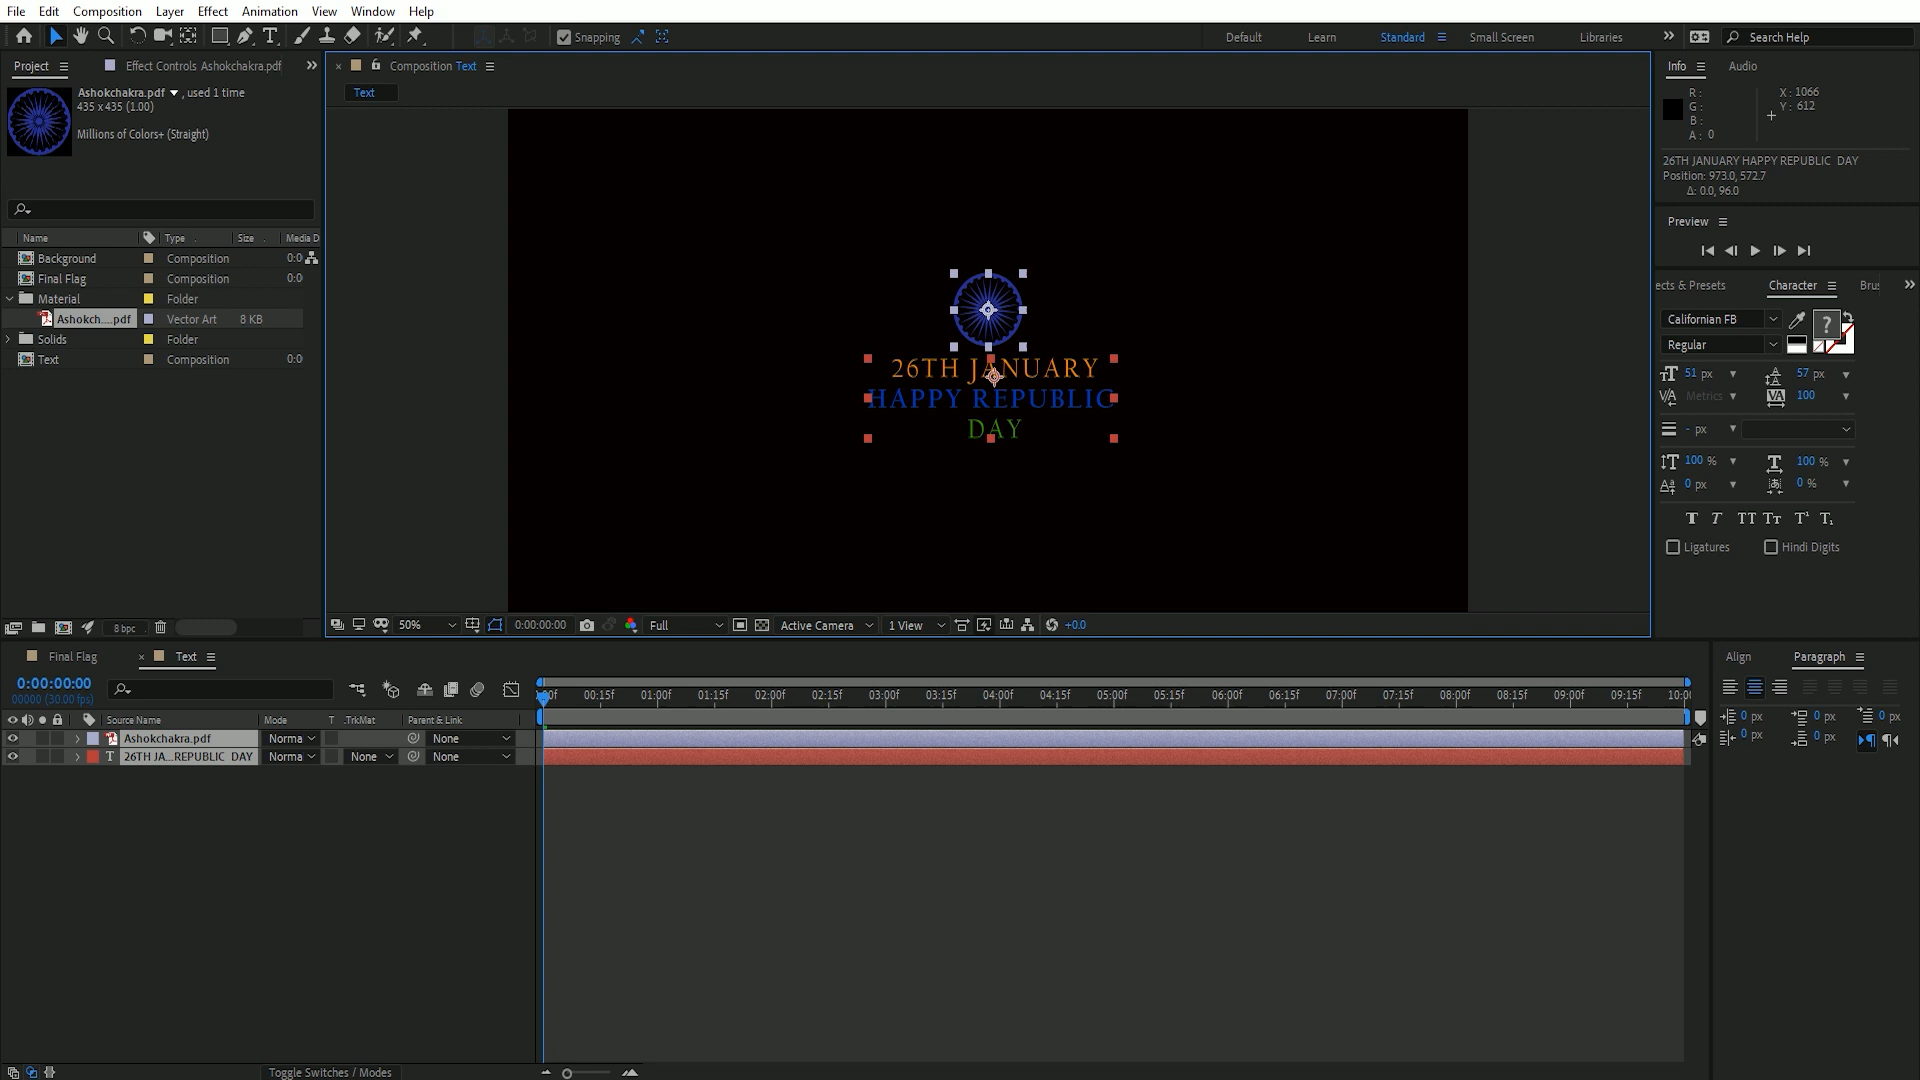 File Edit Composition Layer Effect Animation View Window Help
Snapping Default Learn Standard Small Screen Libraries Search Help
Project Effect Controls Ashokchakra.pdf
Ashokchakra.pdf , used 1 time
435 x 435 (1.00)
Millions of Colors+ (Straight)
Name Type Size Media D
Background Composition 0:0
Final Flag Composition 0:0
Material Folder
Ashokch....pdf Vector Art 8 KB
Solids Folder
Text Composition 0:0
8 bpc
Composition Text
Text
26TH JANUARY
HAPPY REPUBLIC
DAY
50% 0:00:00:00 Full Active Camera 1 View +0.0
Info Audio
R : X : 1066
G : Y : 612
B :
A : 0
26TH JANUARY HAPPY REPUBLIC DAY
Position: 973.0, 572.7
Δ: 0.0, 96.0
Preview
ects & Presets Character Brus
Californian FB
Regular
51 px 57 px
Metrics 100
- px
100 % 100 %
0 px 0 %
Ligatures Hindi Digits
Final Flag Text
0:00:00:00
00000 (30.00 fps)
:00f 00:15f 01:00f 01:15f 02:00f 02:15f 03:00f 03:15f 04:00f 04:15f 05:00f 05:15f 06:00f 06:15f 07:00f 07:15f 08:00f 08:15f 09:00f 09:15f 10:0
Source Name Mode T .TrkMat Parent & Link
Ashokchakra.pdf Norma None
26TH JA...REPUBLIC DAY Norma None None
Toggle Switches / Modes
Align Paragraph
0 px 0 px 0 px
0 px 0 px